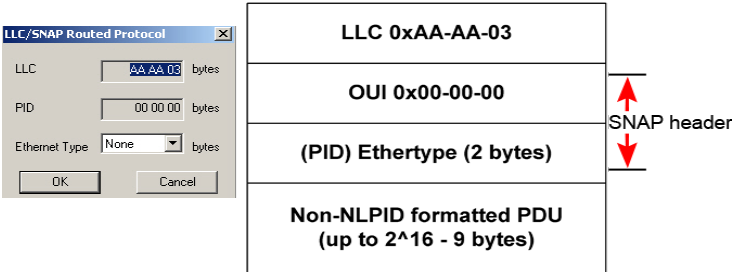 LLC/SNAP Routed Protocol
LLC AA AA 03 bytes
PID 00 00 00 bytes
Ethernet Type None bytes
OK Cancel
LLC 0xAA-AA-03
OUI 0x00-00-00
(PID) Ethertype (2 bytes)
Non-NLPID formatted PDU
(up to 2^16 - 9 bytes)
SNAP header